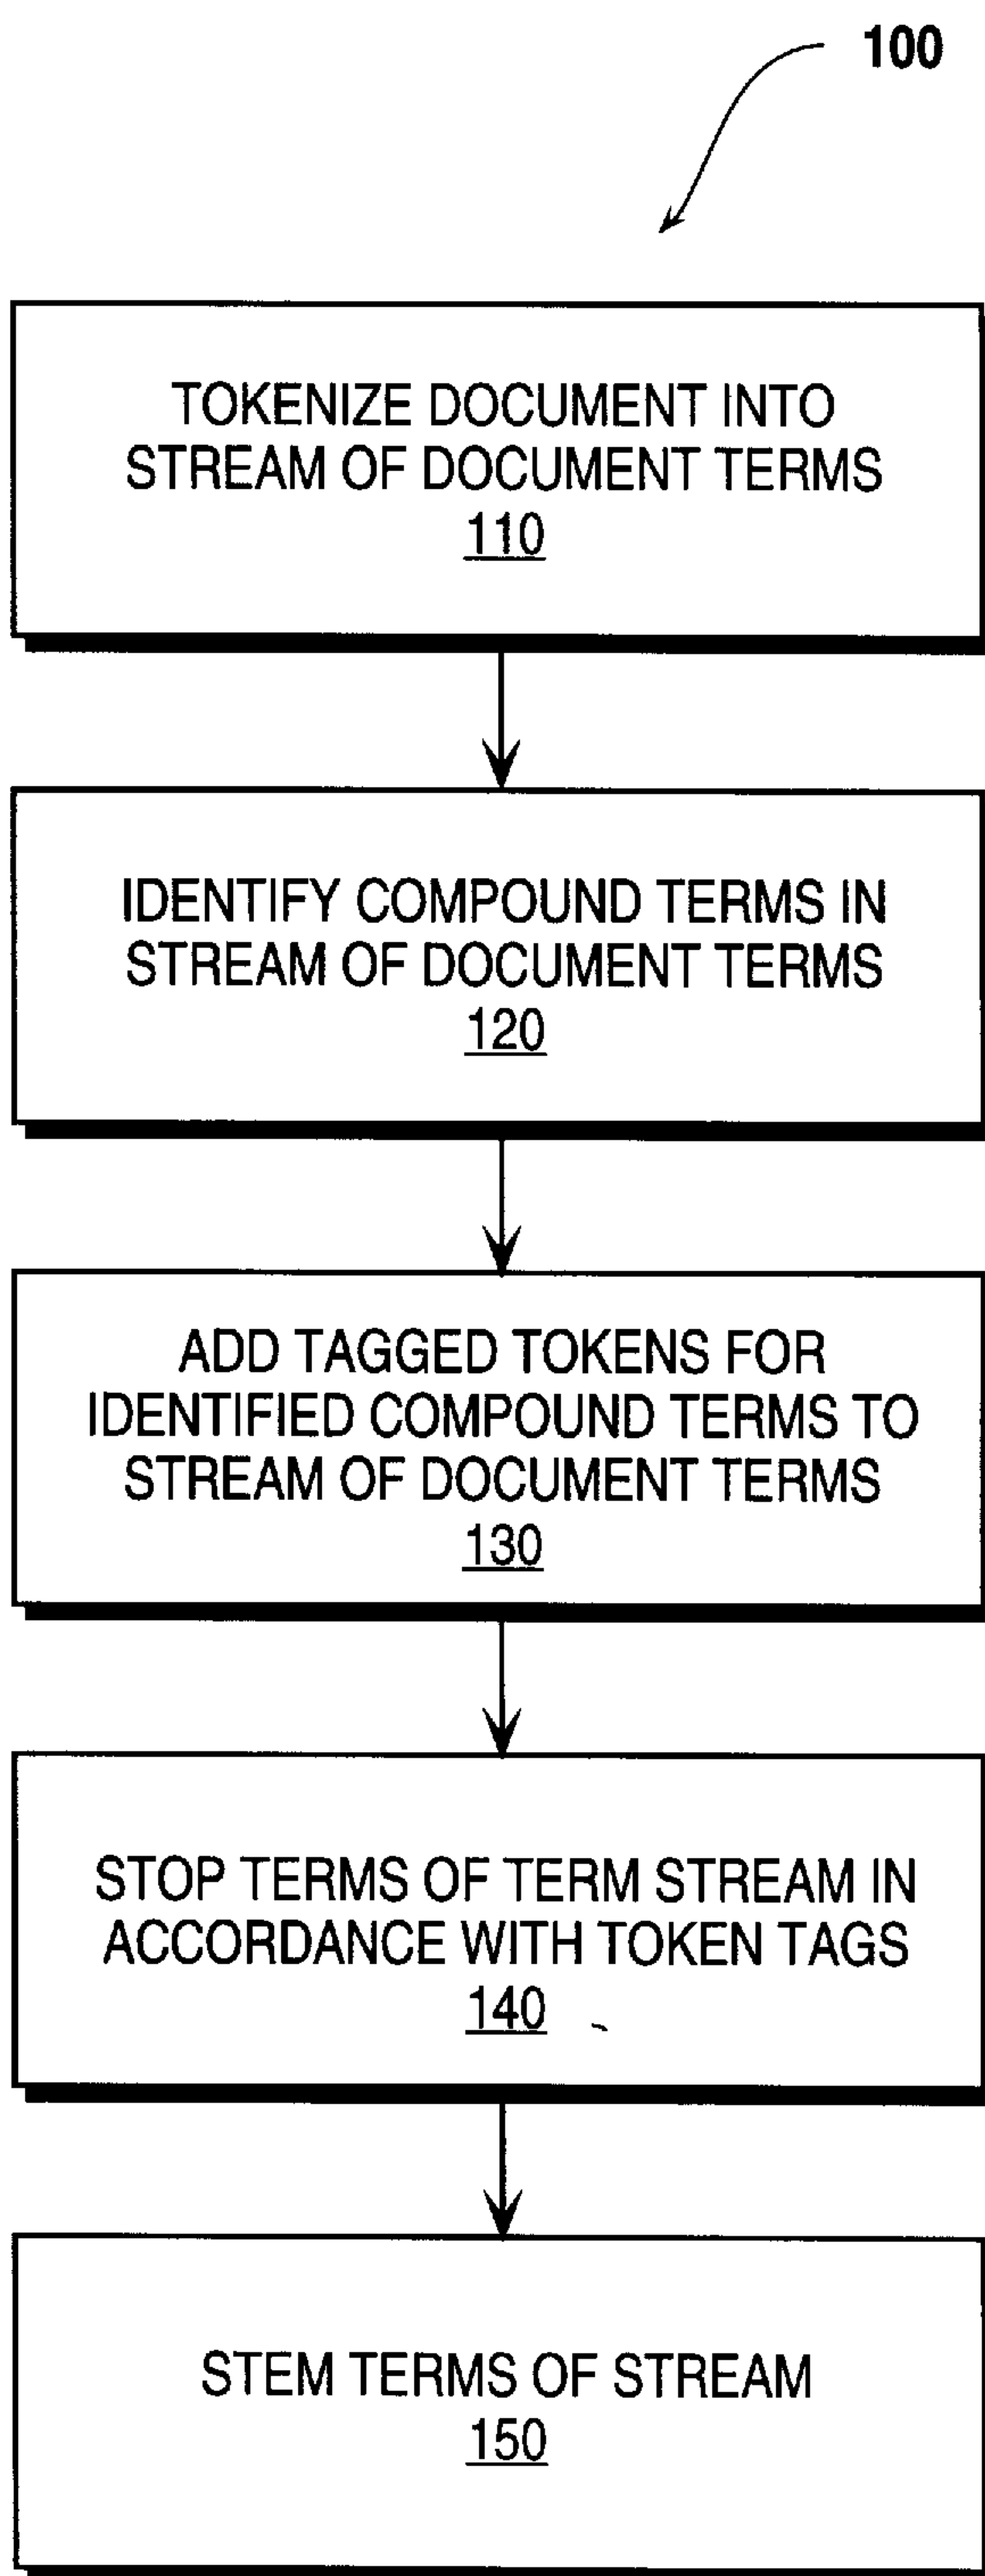 100
TOKENIZE DOCUMENT INTO
STREAM OF DOCUMENT TERMS
110
IDENTIFY COMPOUND TERMS IN
STREAM OF DOCUMENT TERMS
120
ADD TAGGED TOKENS FOR
IDENTIFIED COMPOUND TERMS TO
STREAM OF DOCUMENT TERMS
130
STOP TERMS OF TERM STREAM IN
ACCORDANCE WITH TOKEN TAGS
140
STEM TERMS OF STREAM
150